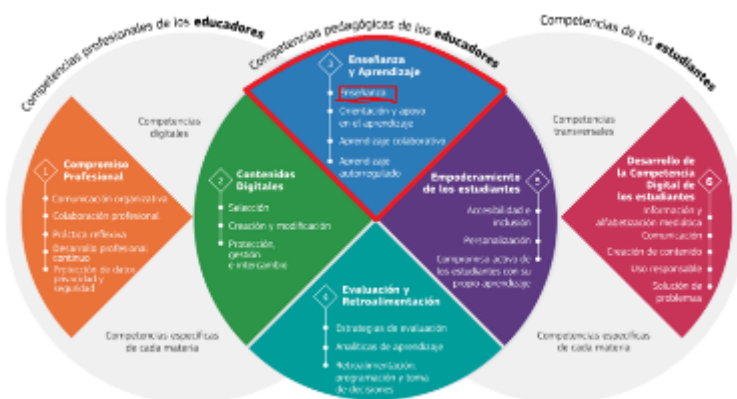 Competencias profesionales de los educadores
Competencias pedagógicas de los educadores
Competencias de los estudiantes
Competencias
digitales
Competencias
transversales
Competencias específicas
de cada materia
Competencias específicas
de cada materia
1
Compromiso
Profesional
Comunicación organizativa
Colaboración profesional
Práctica reflexiva
Desarrollo profesional
continuo
Protección de datos,
privacidad y
seguridad
2
Contenidos
Digitales
Selección
Creación y modificación
Protección,
gestión
e intercambio
3
Enseñanza
y Aprendizaje
Enseñanza
Orientación y apoyo
en el aprendizaje
Aprendizaje colaborativo
Aprendizaje
autorregulado
4
Evaluación y
Retroalimentación
Estrategias de evaluación
Analíticas de aprendizaje
Retroalimentación,
programación y toma
de decisiones
5
Empoderamiento
de los estudiantes
Accesibilidad e
inclusión
Personalización
Compromiso activo de
los estudiantes con su
propio aprendizaje
6
Desarrollo de
la Competencia
Digital de
los estudiantes
Información y
alfabetización mediática
Comunicación
Creación de contenido
Uso responsable
Solución de
problemas